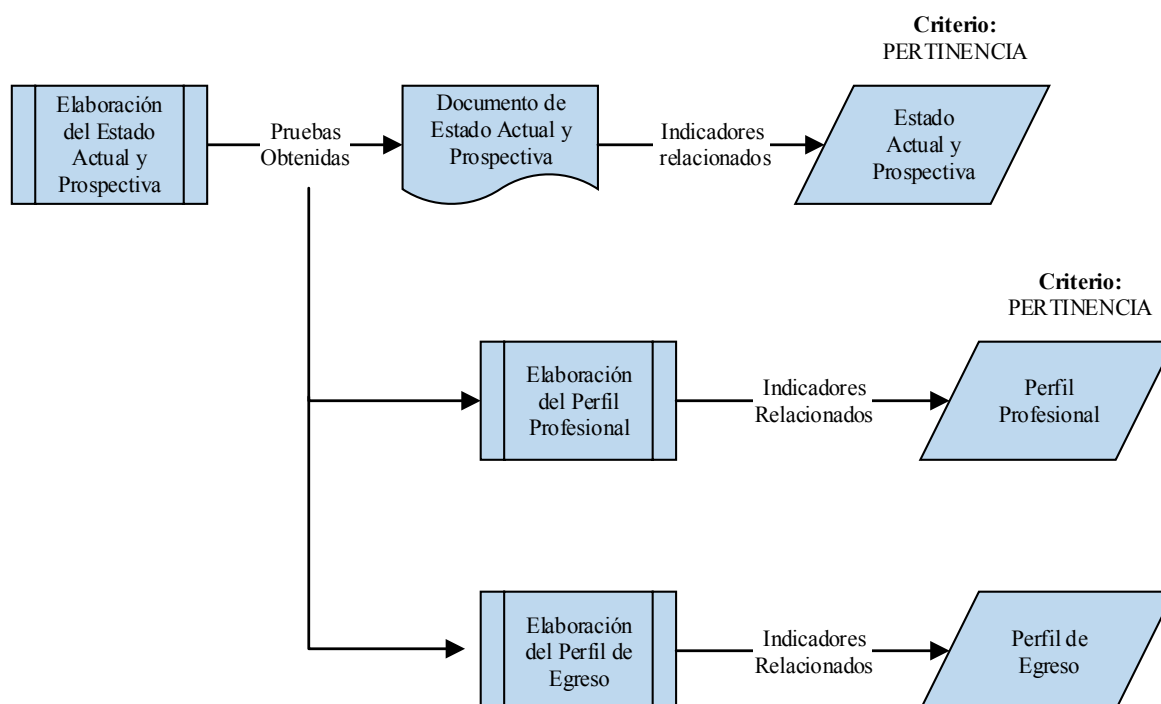 Criterio:
PERTINENCIA
Elaboración
del Estado
Actual y
Prospectiva
Pruebas
Obtenidas
Documento de
Estado Actual y
Prospectiva
Indicadores
relacionados
Estado
Actual y
Prospectiva
Criterio:
PERTINENCIA
Elaboración
del Perfil
Profesional
Indicadores
Relacionados
Perfil
Profesional
Elaboración
del Perfil de
Egreso
Indicadores
Relacionados
Perfil de
Egreso